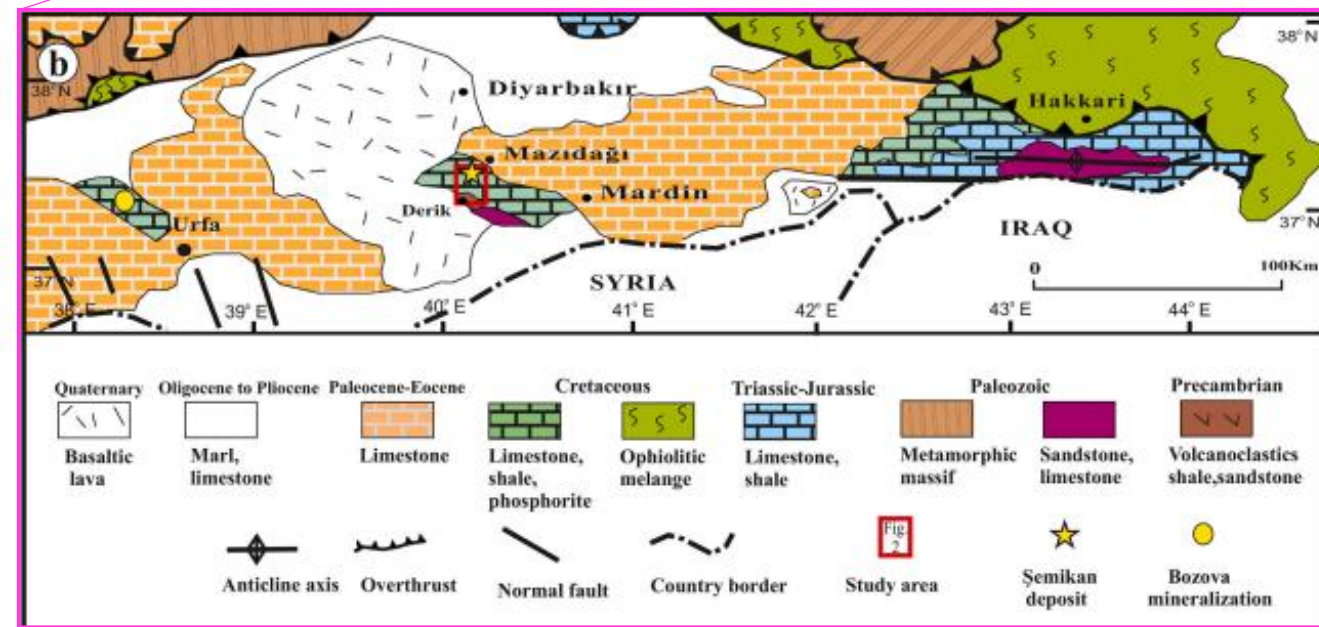 b
38° N
38° N
Diyarbakır
Hakkari
Mazıdağı
Mardin
Derik
Urfa
37° N
IRAQ
0
100Km
37° N
SYRIA
38° E
39° E
40° E
41° E
42° E
43° E
44° E
Quaternary
Oligocene to Pliocene
Paleocene-Eocene
Cretaceous
Triassic-Jurassic
Paleozoic
Precambrian
Basaltic
lava
Marl,
limestone
Limestone
Limestone,
shale,
phosphorite
Ophiolitic
melange
Limestone,
shale
Metamorphic
massif
Sandstone,
limestone
Volcanoclastics
shale,sandstone
Fig.
2
Anticline axis
Overthrust
Normal fault
Country border
Study area
Şemikan
deposit
Bozova
mineralization